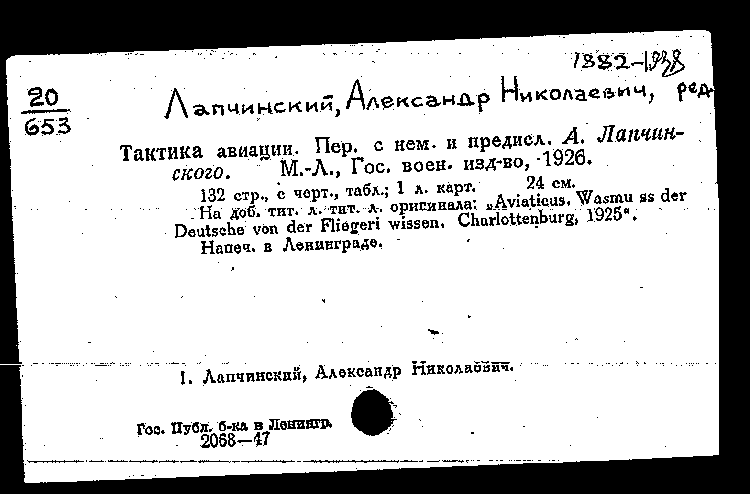 1882-1938
20
653
Лапчинский, Александр Николаевич, ред.
Тактика авиации. Пер. с нем. и предисл. А. Лапчин-
ского. М.-Л., Гос. воен. изд-во, 1926.
132 стр., с черт., табл.; 1 л. карт. 24 см.
На доб. тит. л. тит. л. оригинала: „Aviaticus. Wasmu ss der
Deutsche von der Fliegeri wissen. Charlottenburg, 1925".
Напеч. в Ленинграде.
I. Лапчинский, Александр Николаевич.
Гос. Публ. б-ка в Ленингр.
2068—47